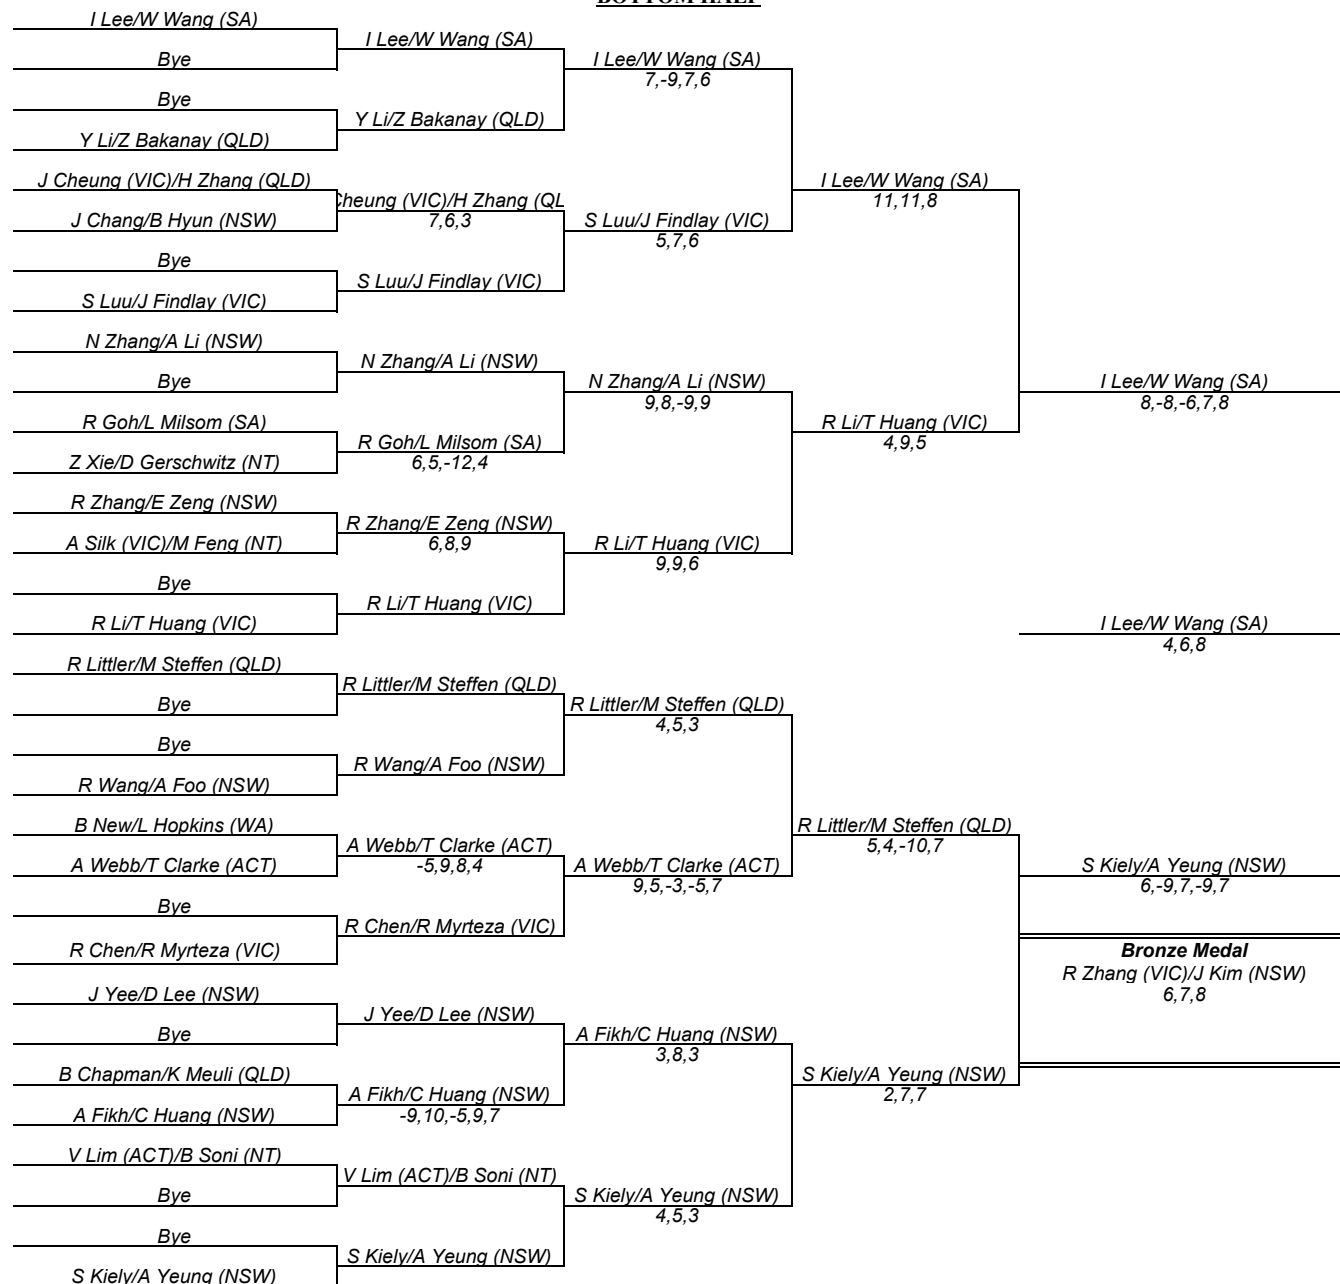 BOTTOM HALF
I Lee/W Wang (SA)
Bye
Bye
Y Li/Z Bakanay (QLD)
J Cheung (VIC)/H Zhang (QLD)
J Chang/B Hyun (NSW)
Bye
S Luu/J Findlay (VIC)
N Zhang/A Li (NSW)
Bye
R Goh/L Milsom (SA)
Z Xie/D Gerschwitz (NT)
R Zhang/E Zeng (NSW)
A Silk (VIC)/M Feng (NT)
Bye
R Li/T Huang (VIC)
R Littler/M Steffen (QLD)
Bye
Bye
R Wang/A Foo (NSW)
B New/L Hopkins (WA)
A Webb/T Clarke (ACT)
Bye
R Chen/R Myrteza (VIC)
J Yee/D Lee (NSW)
Bye
B Chapman/K Meuli (QLD)
A Fikh/C Huang (NSW)
V Lim (ACT)/B Soni (NT)
Bye
Bye
S Kiely/A Yeung (NSW)
I Lee/W Wang (SA)
Y Li/Z Bakanay (QLD)
Cheung (VIC)/H Zhang (QL
7,6,3
S Luu/J Findlay (VIC)
N Zhang/A Li (NSW)
R Goh/L Milsom (SA)
6,5,-12,4
R Zhang/E Zeng (NSW)
6,8,9
R Li/T Huang (VIC)
R Littler/M Steffen (QLD)
R Wang/A Foo (NSW)
A Webb/T Clarke (ACT)
-5,9,8,4
R Chen/R Myrteza (VIC)
J Yee/D Lee (NSW)
A Fikh/C Huang (NSW)
-9,10,-5,9,7
V Lim (ACT)/B Soni (NT)
S Kiely/A Yeung (NSW)
I Lee/W Wang (SA)
7,-9,7,6
S Luu/J Findlay (VIC)
5,7,6
N Zhang/A Li (NSW)
9,8,-9,9
R Li/T Huang (VIC)
9,9,6
R Littler/M Steffen (QLD)
4,5,3
A Webb/T Clarke (ACT)
9,5,-3,-5,7
A Fikh/C Huang (NSW)
3,8,3
S Kiely/A Yeung (NSW)
4,5,3
I Lee/W Wang (SA)
11,11,8
R Li/T Huang (VIC)
4,9,5
R Littler/M Steffen (QLD)
5,4,-10,7
S Kiely/A Yeung (NSW)
2,7,7
I Lee/W Wang (SA)
8,-8,-6,7,8
I Lee/W Wang (SA)
4,6,8
S Kiely/A Yeung (NSW)
6,-9,7,-9,7
Bronze Medal
R Zhang (VIC)/J Kim (NSW)
6,7,8